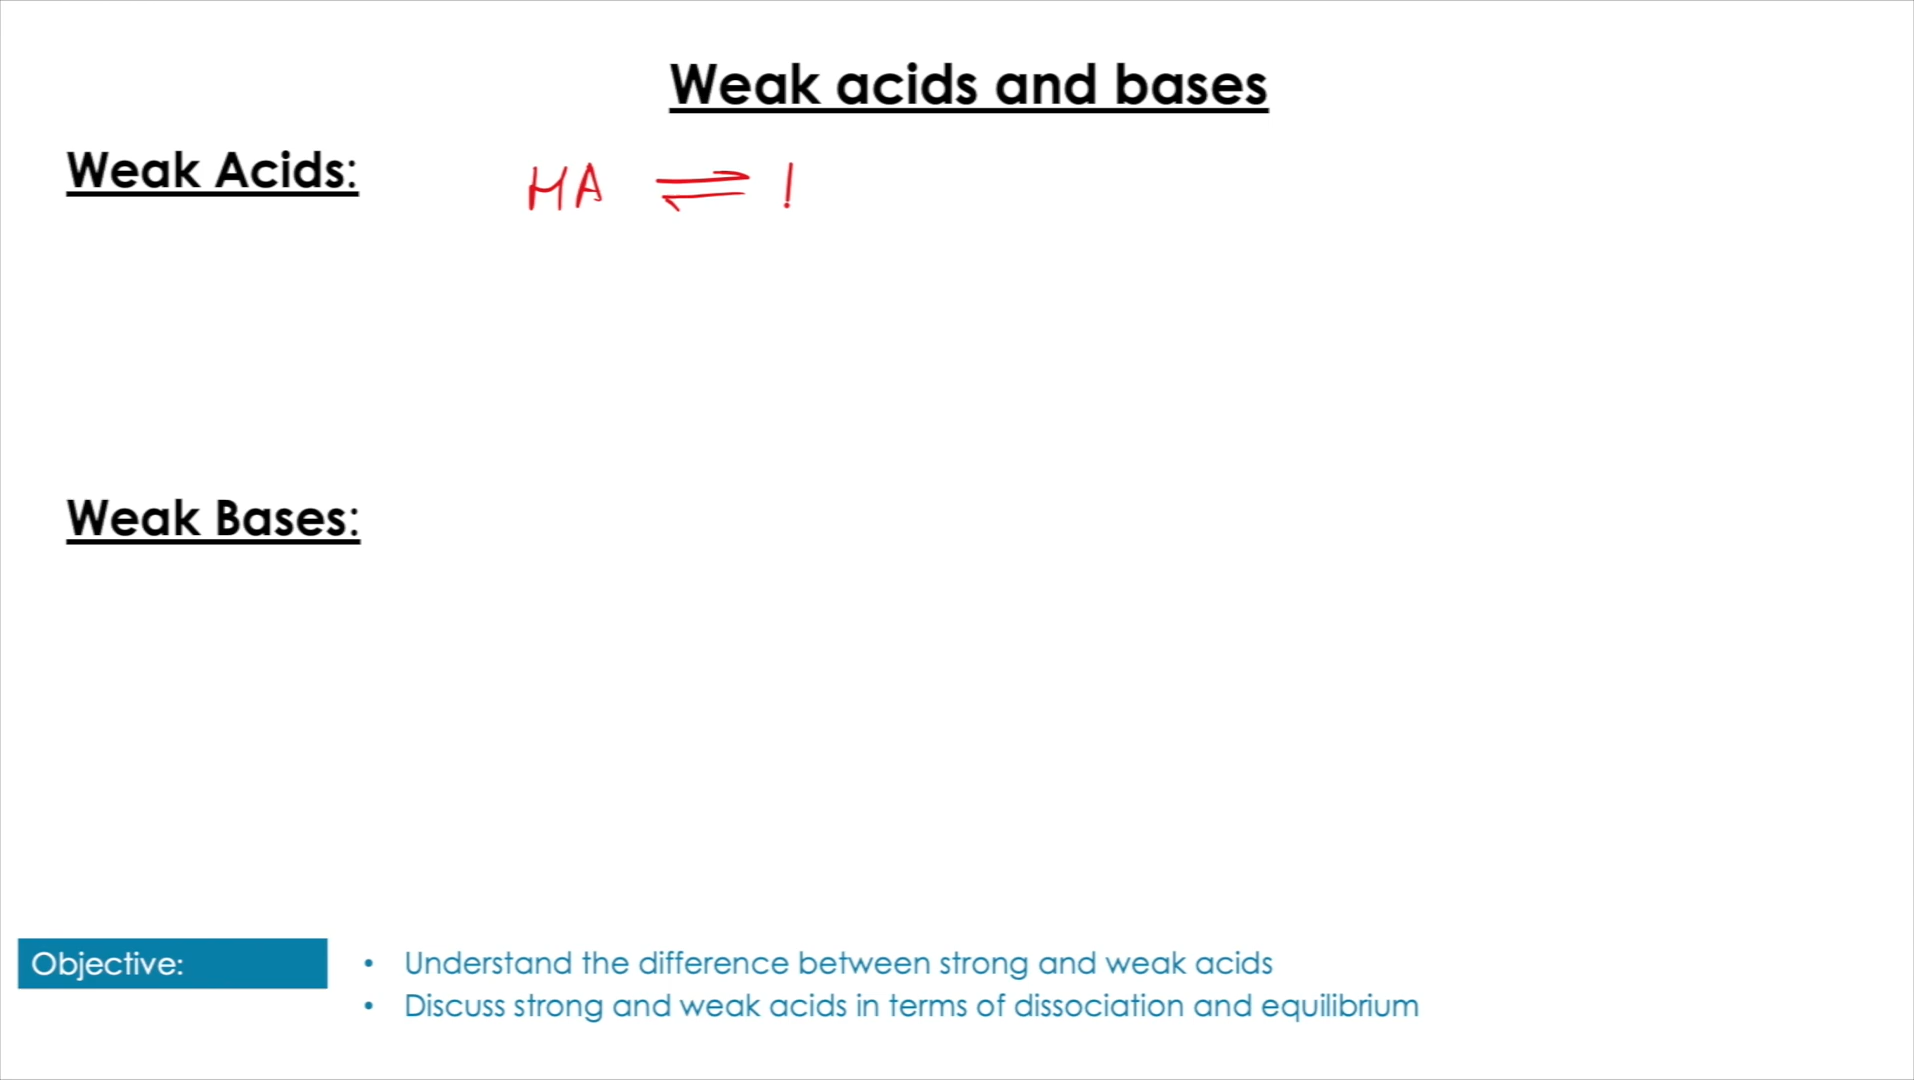 Weak acids and bases
Weak Acids: HA ⇌
Weak Bases:
Objective:
• Understand the difference between strong and weak acids
• Discuss strong and weak acids in terms of dissociation and equilibrium